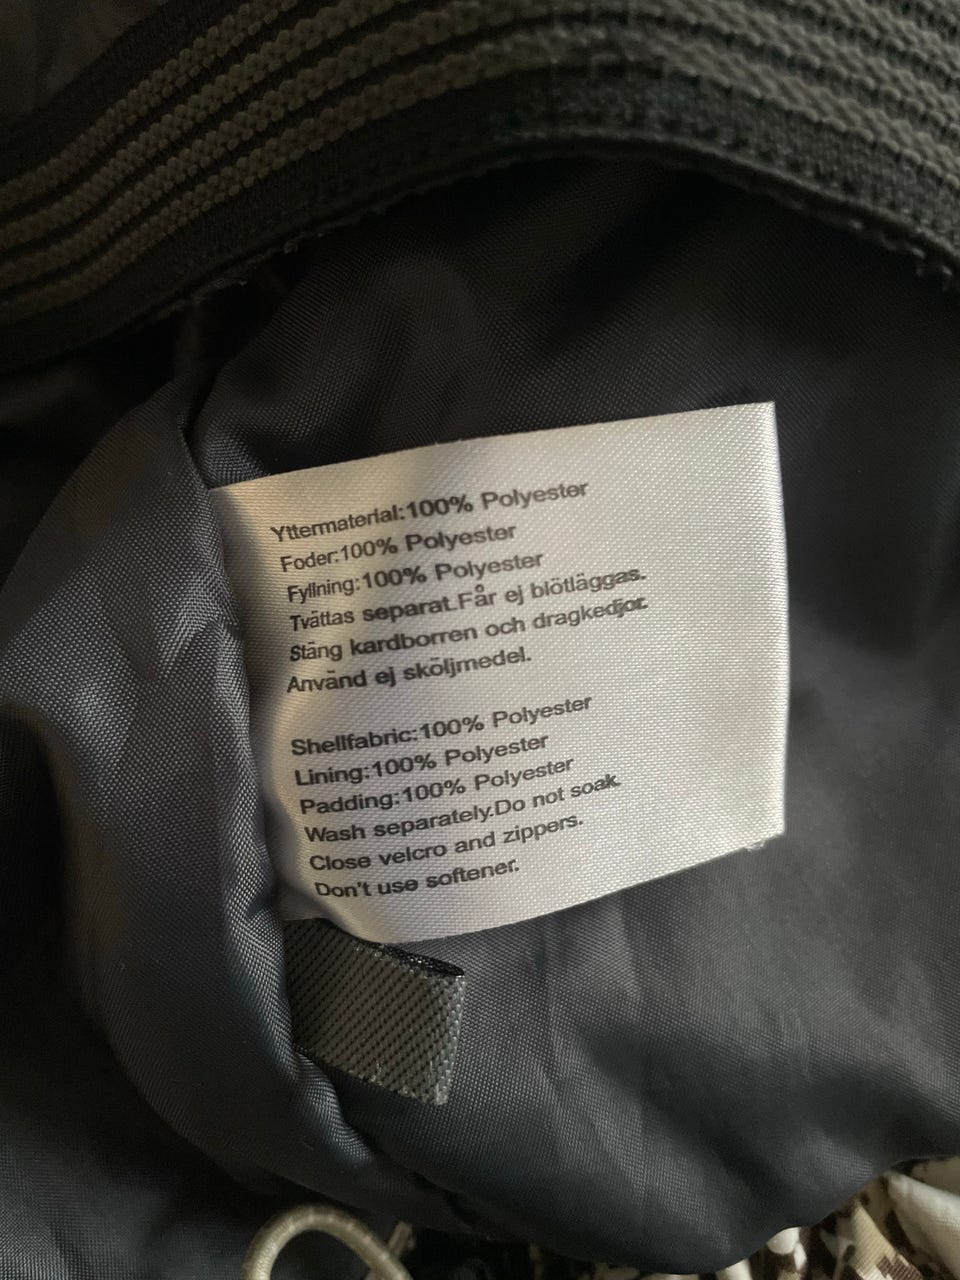 Yttermaterial:100% Polyester
Foder:100% Polyester
Fyllning:100% Polyester
Tvättas separat.Får ej blötläggas.
Stäng kardborren och dragkedjor.
Använd ej sköljmedel.
Shellfabric:100% Polyester
Lining:100% Polyester
Padding:100% Polyester
Wash separately.Do not soak.
Close velcro and zippers.
Don't use softener.